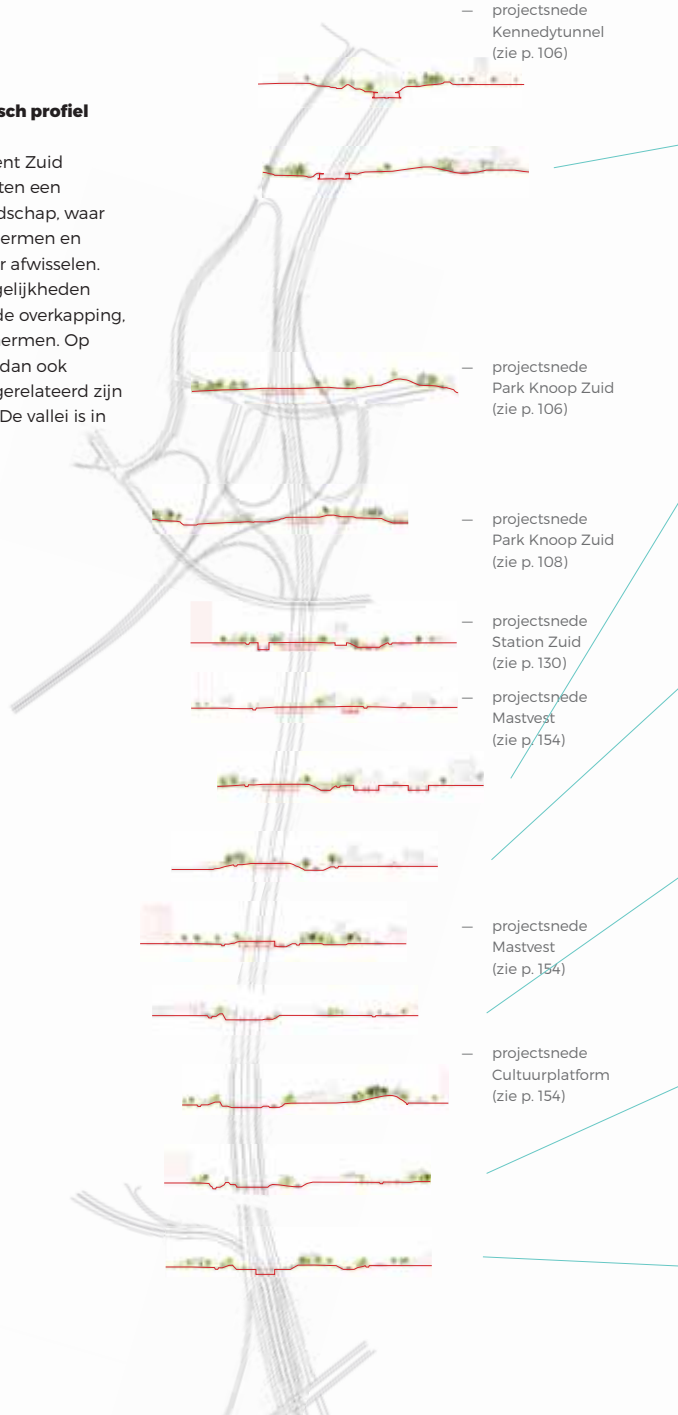 sch profiel
ent Zuid
ten een
dschap, waar
ermen en
r afwisselen.
gelijkheden
de overkapping,
hermen. Op
dan ook
gerelateerd zijn
De vallei is in
— projectsnede
Kennedytunnel
(zie p. 106)
— projectsnede
Park Knoop Zuid
(zie p. 106)
— projectsnede
Park Knoop Zuid
(zie p. 108)
— projectsnede
Station Zuid
(zie p. 130)
— projectsnede
Mastvest
(zie p. 154)
— projectsnede
Mastvest
(zie p. 154)
— projectsnede
Cultuurplatform
(zie p. 154)